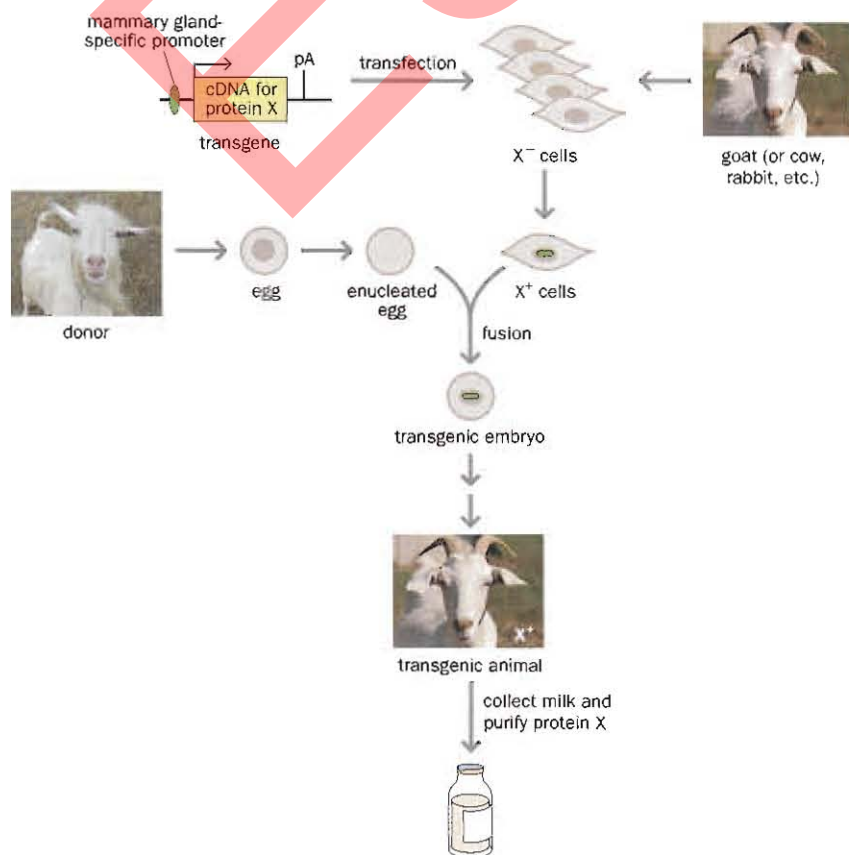 mammary gland-
specific promoter
pA
cDNA for
protein X
transgene
transfection
X⁻ cells
goat (or cow,
rabbit, etc.)
donor
egg
enucleated
egg
X⁺ cells
fusion
transgenic embryo
X⁺
transgenic animal
collect milk and
purify protein X